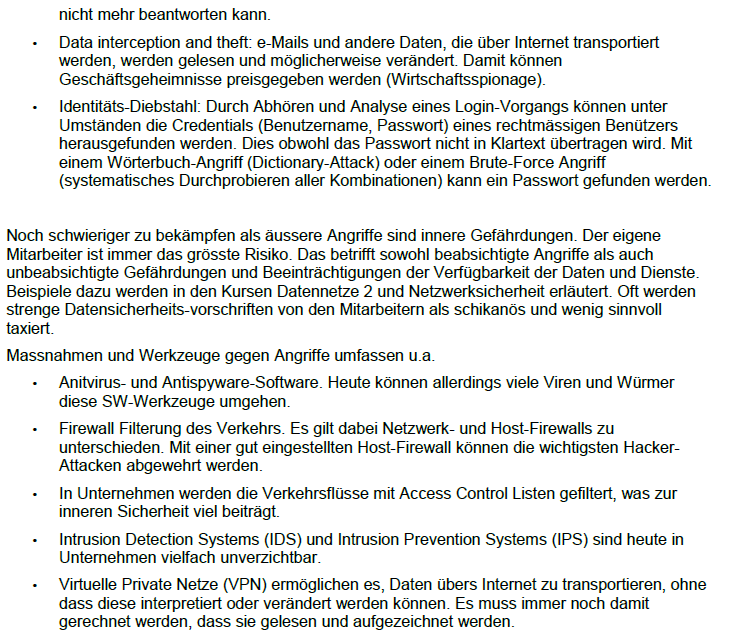 nicht mehr beantworten kann.
• Data interception and theft: e-Mails und andere Daten, die über Internet transportiert
werden, werden gelesen und möglicherweise verändert. Damit können
Geschäftsgeheimnisse preisgegeben werden (Wirtschaftsspionage).
• Identitäts-Diebstahl: Durch Abhören und Analyse eines Login-Vorgangs können unter
Umständen die Credentials (Benutzername, Passwort) eines rechtmässigen Benützers
herausgefunden werden. Dies obwohl das Passwort nicht in Klartext übertragen wird. Mit
einem Wörterbuch-Angriff (Dictionary-Attack) oder einem Brute-Force Angriff
(systematisches Durchprobieren aller Kombinationen) kann ein Passwort gefunden werden.
Noch schwieriger zu bekämpfen als äussere Angriffe sind innere Gefährdungen. Der eigene
Mitarbeiter ist immer das grösste Risiko. Das betrifft sowohl beabsichtigte Angriffe als auch
unbeabsichtigte Gefährdungen und Beeinträchtigungen der Verfügbarkeit der Daten und Dienste.
Beispiele dazu werden in den Kursen Datennetze 2 und Netzwerksicherheit erläutert. Oft werden
strenge Datensicherheits-vorschriften von den Mitarbeitern als schikanös und wenig sinnvoll
taxiert.
Massnahmen und Werkzeuge gegen Angriffe umfassen u.a.
• Anitvirus- und Antispyware-Software. Heute können allerdings viele Viren und Würmer
diese SW-Werkzeuge umgehen.
• Firewall Filterung des Verkehrs. Es gilt dabei Netzwerk- und Host-Firewalls zu
unterschieden. Mit einer gut eingestellten Host-Firewall können die wichtigsten Hacker-
Attacken abgewehrt werden.
• In Unternehmen werden die Verkehrsflüsse mit Access Control Listen gefiltert, was zur
inneren Sicherheit viel beiträgt.
• Intrusion Detection Systems (IDS) und Intrusion Prevention Systems (IPS) sind heute in
Unternehmen vielfach unverzichtbar.
• Virtuelle Private Netze (VPN) ermöglichen es, Daten übers Internet zu transportieren, ohne
dass diese interpretiert oder verändert werden können. Es muss immer noch damit
gerechnet werden, dass sie gelesen und aufgezeichnet werden.